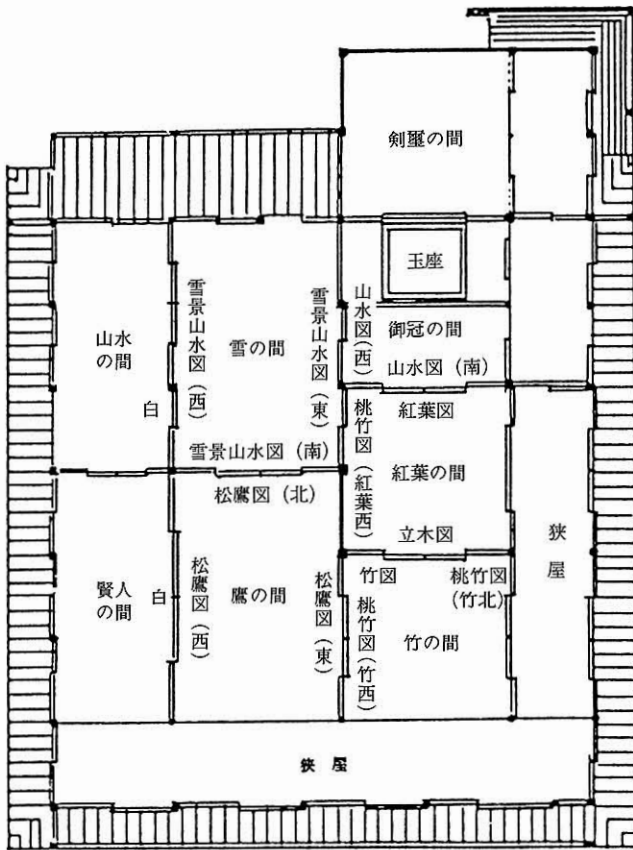 剣璽の間
玉座
山水図(西)
御冠の間
山水図(南)
雪景山水図(西)
雪景山水図(東)
山水
の間
雪の間
白
雪景山水図(南)
桃竹図(紅葉西)
紅葉図
紅葉の間
立木図
松鷹図(北)
狭屋
賢人
の間
白
松鷹図(西)
鷹の間
松鷹図(東)
竹図
桃竹図
(竹北)
桃竹図(竹西)
竹の間
狭屋